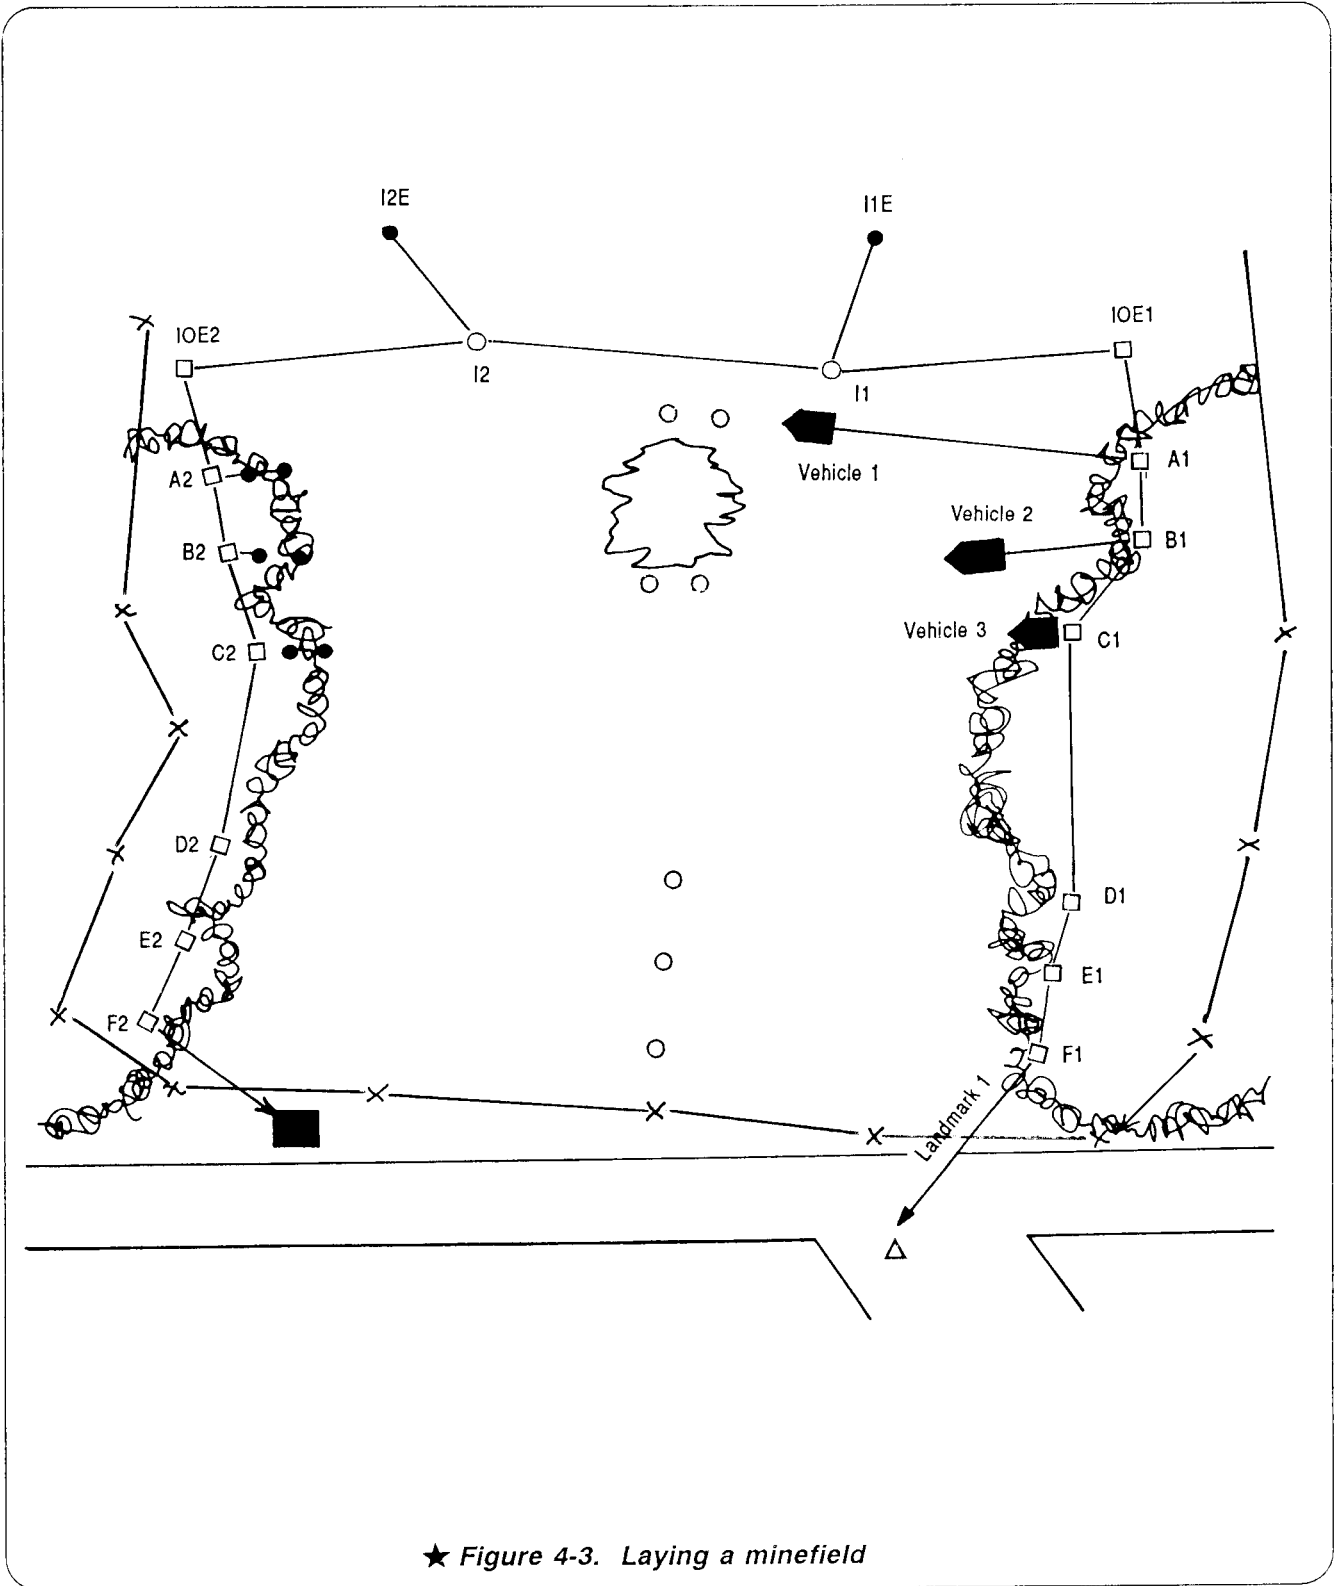 I2E
I1E
IOE2
IOE1
I2
I1
A1
Vehicle 1
A2
Vehicle 2
B1
B2
Vehicle 3
C1
C2
D2
D1
E2
E1
F2
F1
Landmark 1
★ Figure 4-3. Laying a minefield